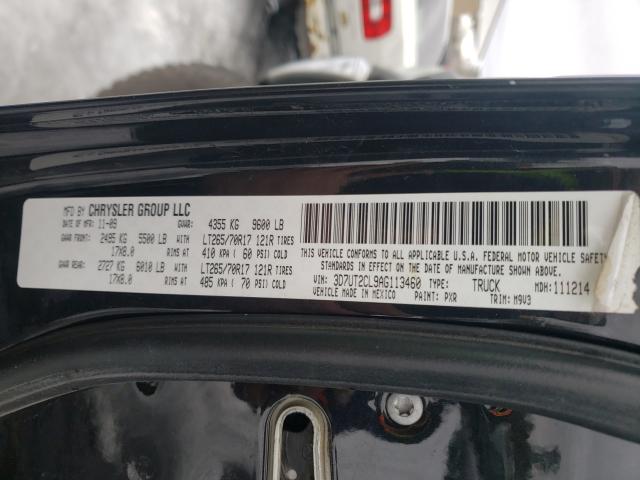 MFD BY CHRYSLER GROUP LLC
DATE OF MFR: 11-09 GVWR: 4355 KG 9600 LB
GAWR FRONT: 2495 KG 5500 LB WITH LT265/70R17 121R TIRES
17X8.0 RIMS AT 410 KPA ( 60 PSI) COLD
GAWR REAR: 2727 KG 6010 LB WITH LT265/70R17 121R TIRES
17X8.0 RIMS AT 485 KPA ( 70 PSI) COLD
THIS VEHICLE CONFORMS TO ALL APPLICABLE U.S.A. FEDERAL MOTOR VEHICLE SAFETY
STANDARDS IN EFFECT ON THE DATE OF MANUFACTURE SHOWN ABOVE.
VIN: 3D7UT2CL9AG113460 TYPE: TRUCK MDH: 111214
VEHICLE MADE IN MEXICO PAINT: PXR TRIM: M9V3